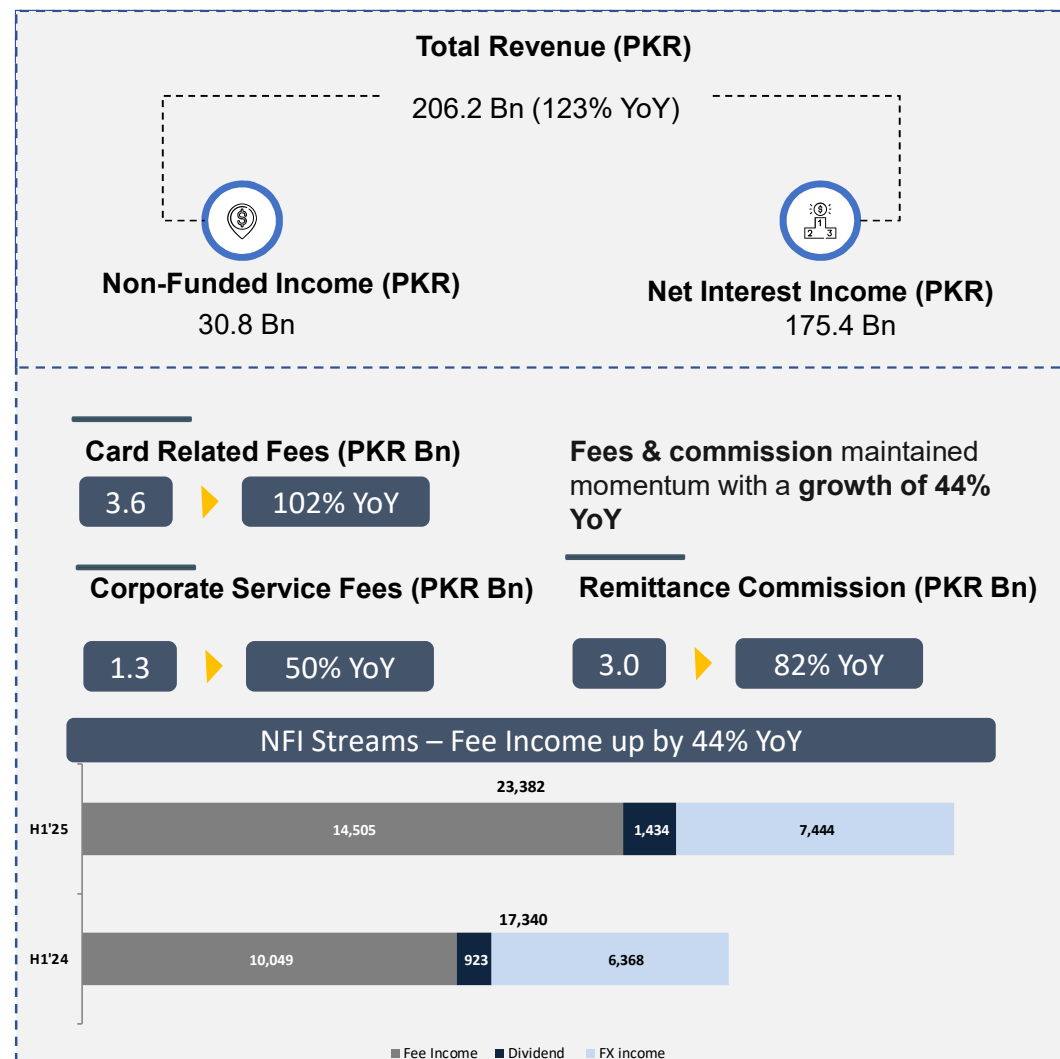 Total Revenue (PKR)
206.2 Bn (123% YoY)
$
$
1
2 3
Non-Funded Income (PKR)
30.8 Bn
Net Interest Income (PKR)
175.4 Bn
Card Related Fees (PKR Bn)
3.6
102% YoY
Fees & commission maintained
momentum with a growth of 44%
YoY
Corporate Service Fees (PKR Bn)
1.3
50% YoY
Remittance Commission (PKR Bn)
3.0
82% YoY
NFI Streams – Fee Income up by 44% YoY
23,382
H1'25
14,505
1,434
7,444
17,340
H1'24
10,049
923
6,368
Fee Income
Dividend
FX income